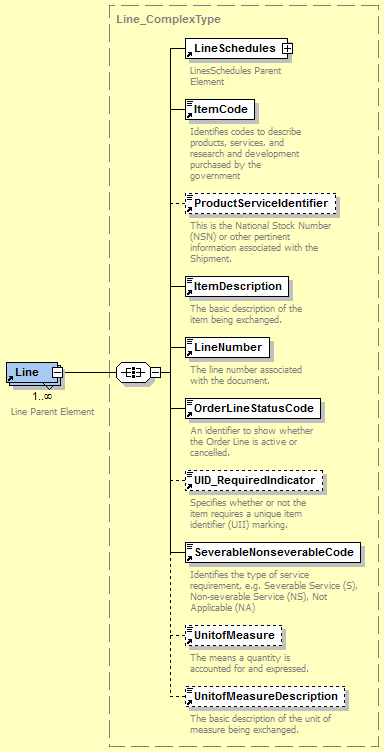 Line_ComplexType
LineSchedules
LinesSchedules Parent
Element
ItemCode
Identifies codes to describe
products, services, and
research and development
purchased by the
government
ProductServiceIdentifier
This is the National Stock Number
(NSN) or other pertinent
information associated with the
Shipment.
ItemDescription
The basic description of the
item being exchanged.
LineNumber
The line number associated
with the document.
Line
1..∞
Line Parent Element
OrderLineStatusCode
An identifier to show whether
the Order Line is active or
cancelled.
UID_RequiredIndicator
Specifies whether or not the
item requires a unique item
identifier (UII) marking.
SeverableNonseverableCode
Identifies the type of service
requirement. e.g. Severable Service (S),
Non-severable Service (NS), Not
Applicable (NA)
UnitofMeasure
The means a quantity is
accounted for and expressed.
UnitofMeasureDescription
The basic description of the unit of
measure being exchanged.